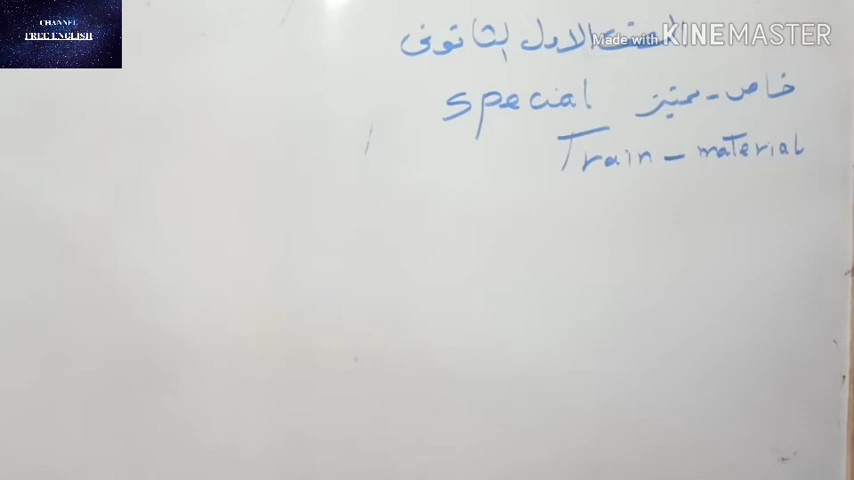 CHANNEL
FREE ENGLISH
Made with KINEMASTER
الصف الاول الثانوى
special خاص - مميز
Train - material